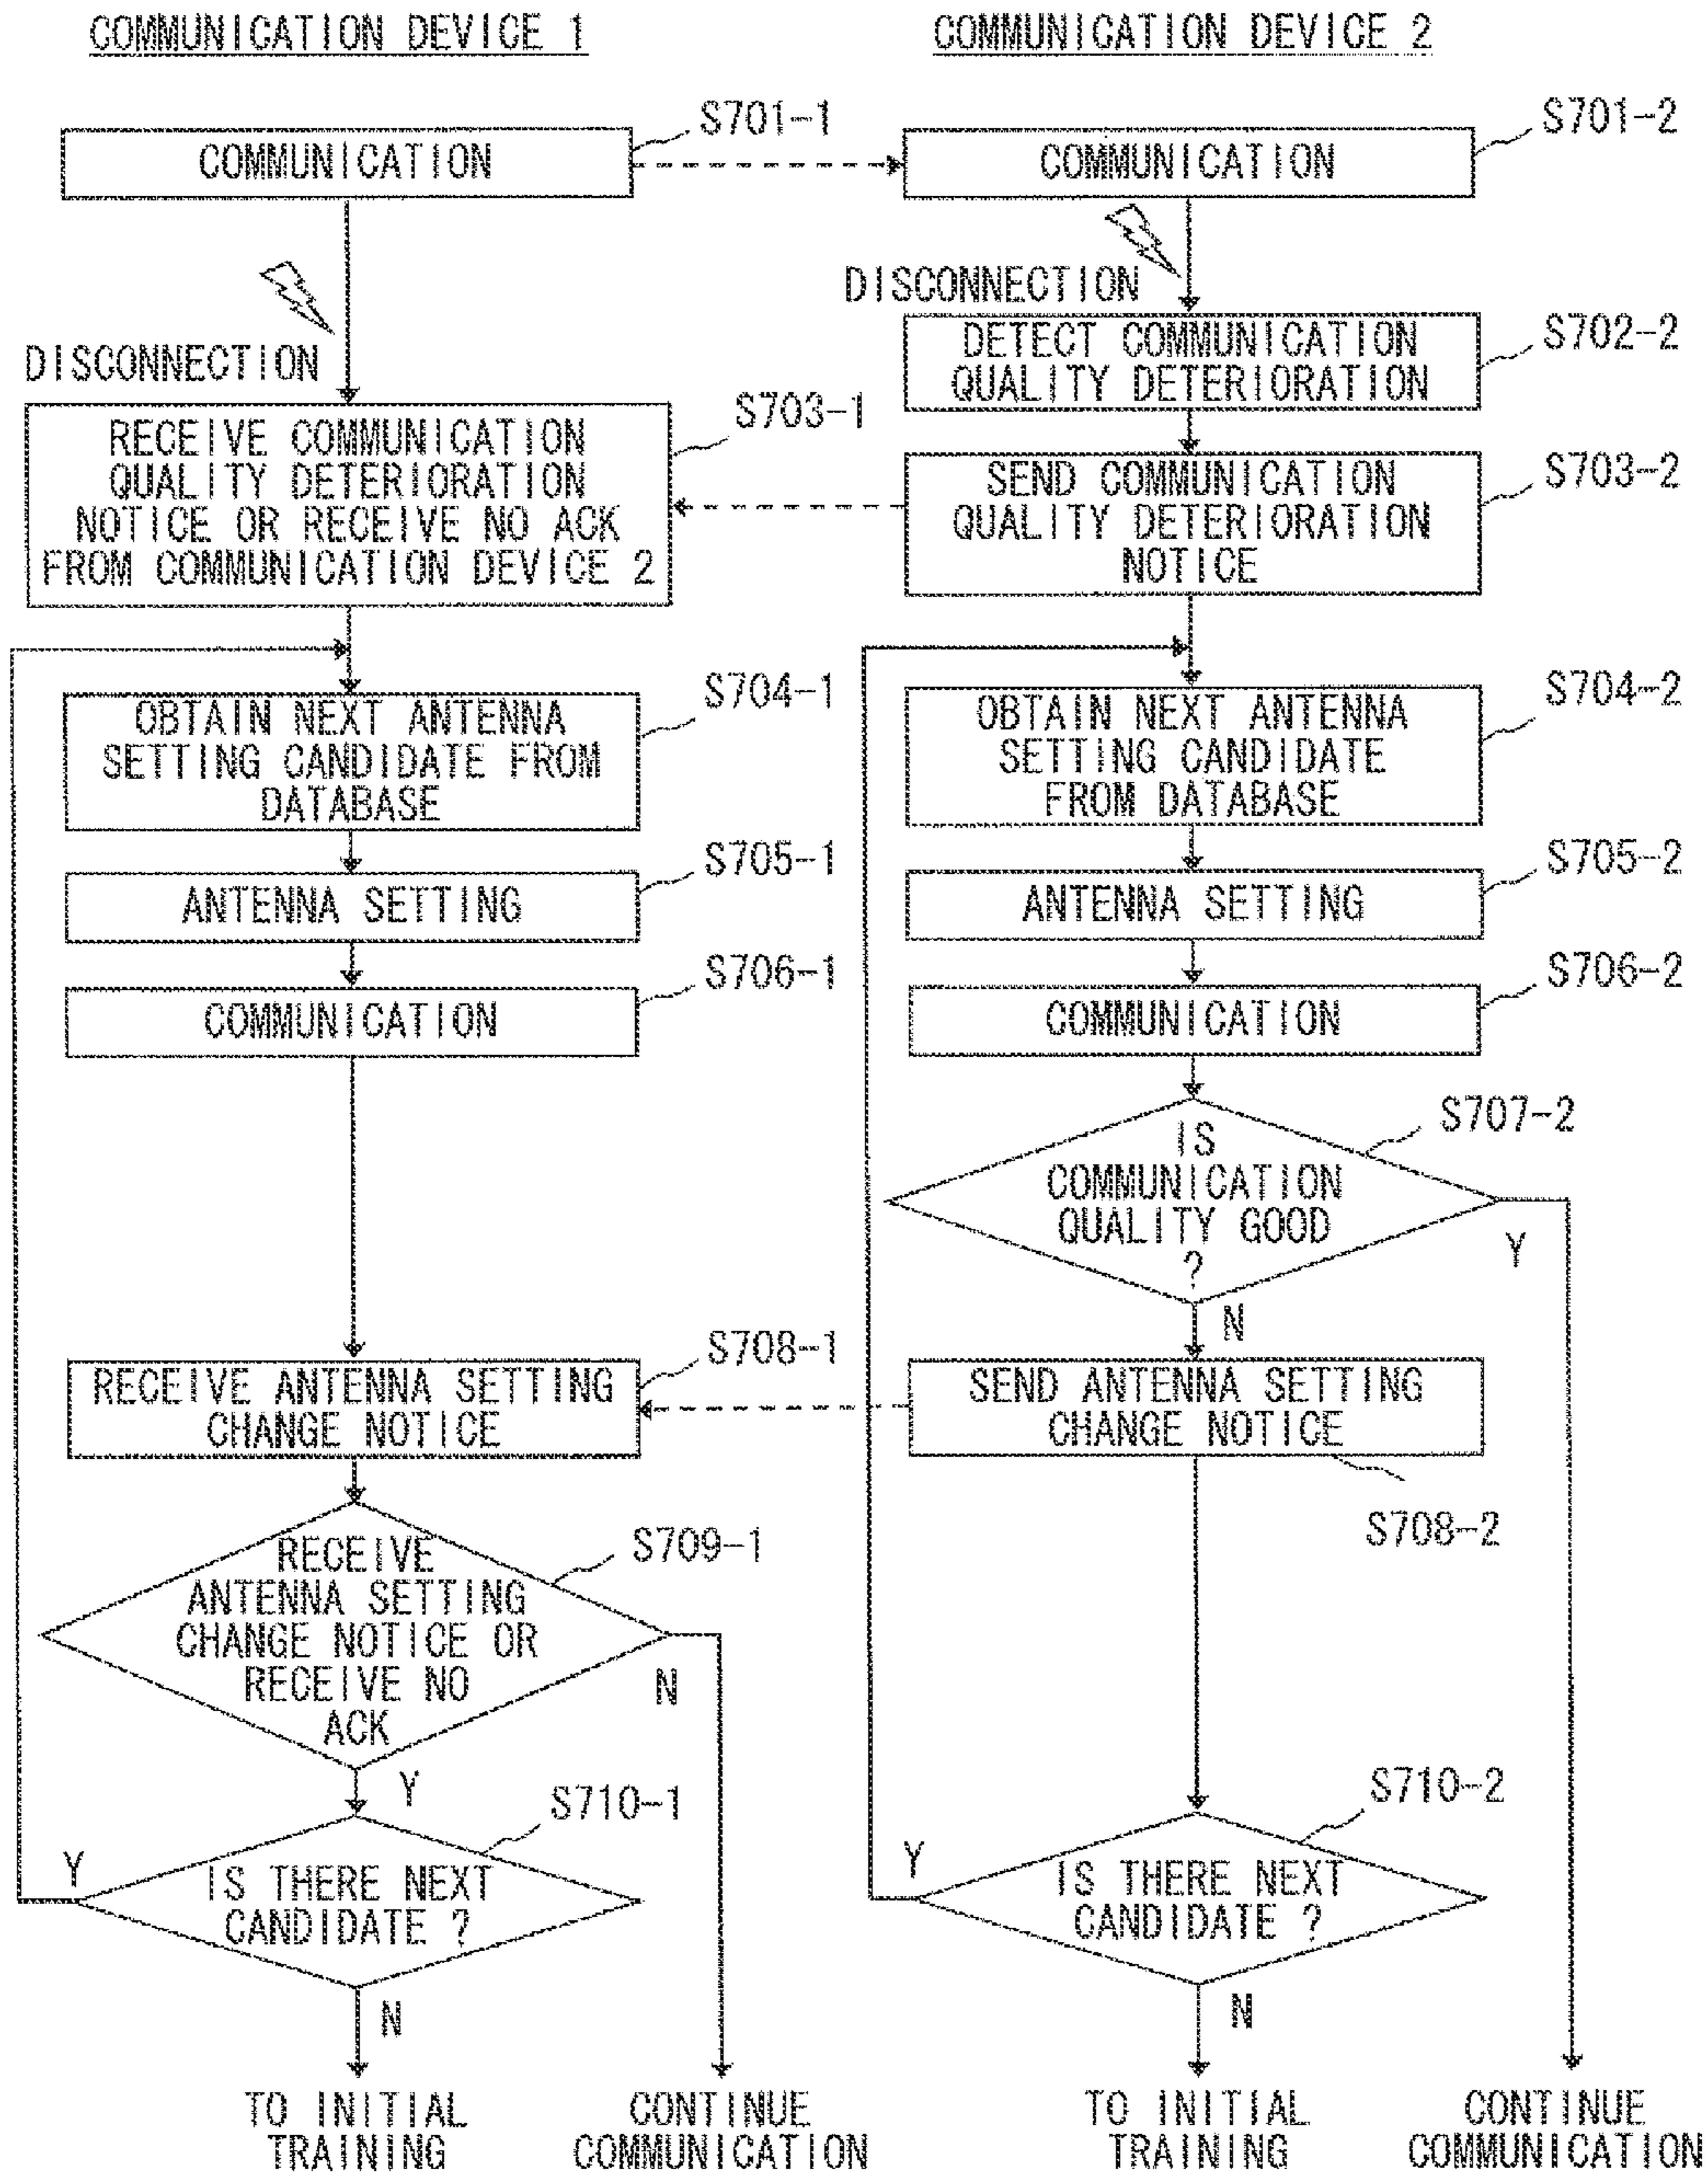 COMMUNICATION DEVICE 1
COMMUNICATION DEVICE 2
S701-1
COMMUNICATION
S701-2
COMMUNICATION
DISCONNECTION
DISCONNECTION
S702-2
DETECT COMMUNICATION
QUALITY DETERIORATION
S703-1
RECEIVE COMMUNICATION
QUALITY DETERIORATION
NOTICE OR RECEIVE NO ACK
FROM COMMUNICATION DEVICE 2
S703-2
SEND COMMUNICATION
QUALITY DETERIORATION
NOTICE
S704-1
OBTAIN NEXT ANTENNA
SETTING CANDIDATE FROM
DATABASE
S704-2
OBTAIN NEXT ANTENNA
SETTING CANDIDATE
FROM DATABASE
S705-1
ANTENNA SETTING
S705-2
ANTENNA SETTING
S706-1
COMMUNICATION
S706-2
COMMUNICATION
S707-2
IS
COMMUNICATION
QUALITY GOOD
?
Y
N
S708-1
RECEIVE ANTENNA SETTING
CHANGE NOTICE
SEND ANTENNA SETTING
CHANGE NOTICE
S708-2
S709-1
RECEIVE
ANTENNA SETTING
CHANGE NOTICE OR
RECEIVE NO
ACK
N
Y
S710-1
IS THERE NEXT
CANDIDATE ?
Y
N
S710-2
IS THERE NEXT
CANDIDATE ?
Y
N
TO INITIAL
TRAINING
CONTINUE
COMMUNICATION
TO INITIAL
TRAINING
CONTINUE
COMMUNICATION